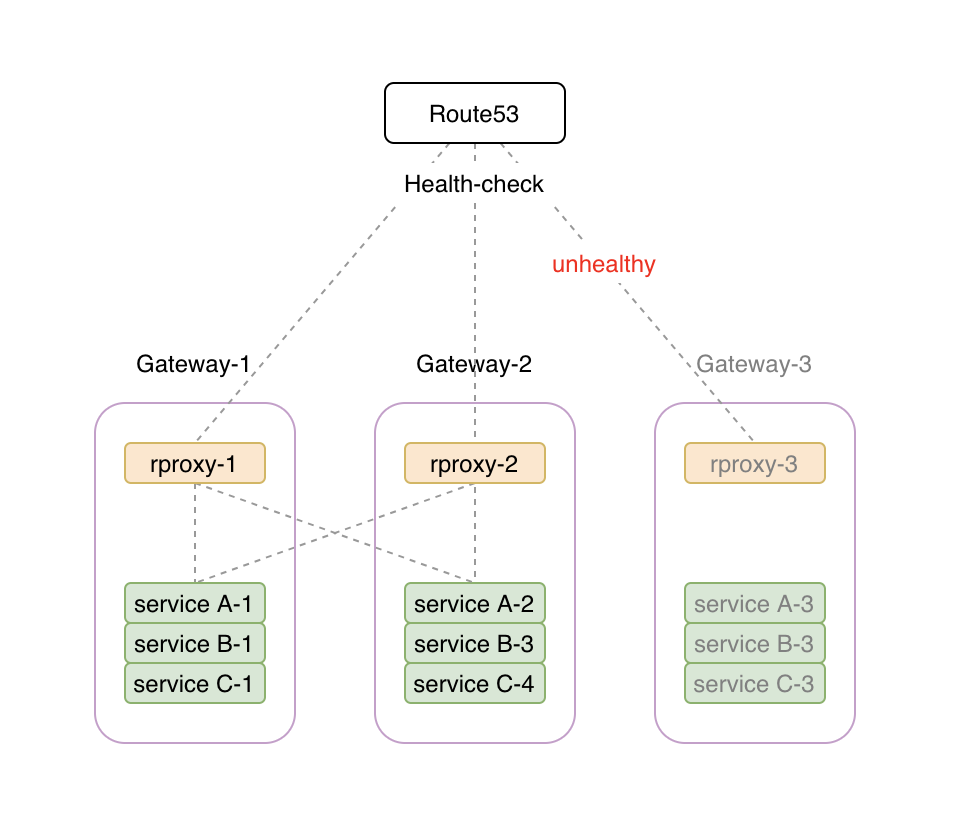 Route53
Health-check
unhealthy
Gateway-1
Gateway-2
Gateway-3
rproxy-1
rproxy-2
rproxy-3
service A-1
service A-2
service A-3
service B-1
service B-3
service B-3
service C-1
service C-4
service C-3